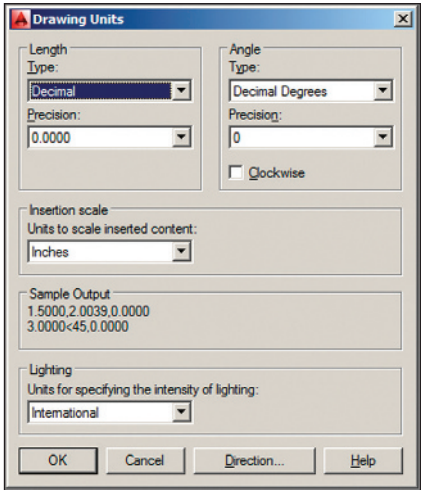 Drawing Units
Length
Type:
Decimal
Precision:
0.0000
Angle
Type:
Decimal Degrees
Precision:
0
Clockwise
Insertion scale
Units to scale inserted content:
Inches
Sample Output
1.5000,2.0039,0.0000
3.0000<45,0.0000
Lighting
Units for specifying the intensity of lighting:
International
OK
Cancel
Direction...
Help